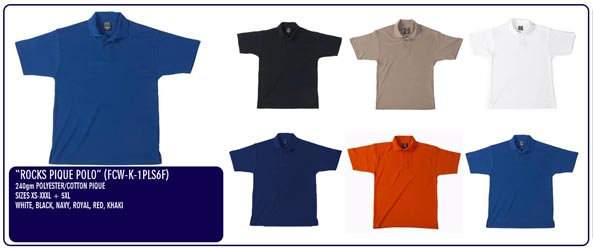 “ROCKS PIQUE POLO” (FCW-K-1PLS6F)
240gm POLYESTER/COTTON PIQUE
SIZES XS-XXXL + 5XL
WHITE, BLACK, NAVY, ROYAL, RED, KHAKI